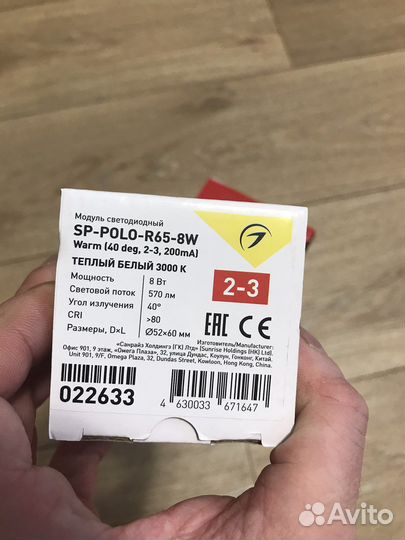 Модуль светодиодный
SP-POLO-R65-8W
Warm (40 deg, 2-3, 200mA)
ТЕПЛЫЙ БЕЛЫЙ 3000 К
Мощность 8 Вт
Световой поток 570 лм
Угол излучения 40°
CRI >80
Размеры, D×L Ø52×60 мм
2-3
EAC CE
Изготовитель/Manufacturer:
«Санрайз Холдингз (ГК) Лтд» (Sunrise Holdings (HK) Ltd).
Офис 901, 9 этаж, «Омега Плаза», 32, улица Дундас, Коулун, Гонконг, Китай.
Unit 901, 9/F, Omega Plaza, 32, Dundas Street, Kowloon, Hong Kong, China.
022633
4 630033 671647
Avito